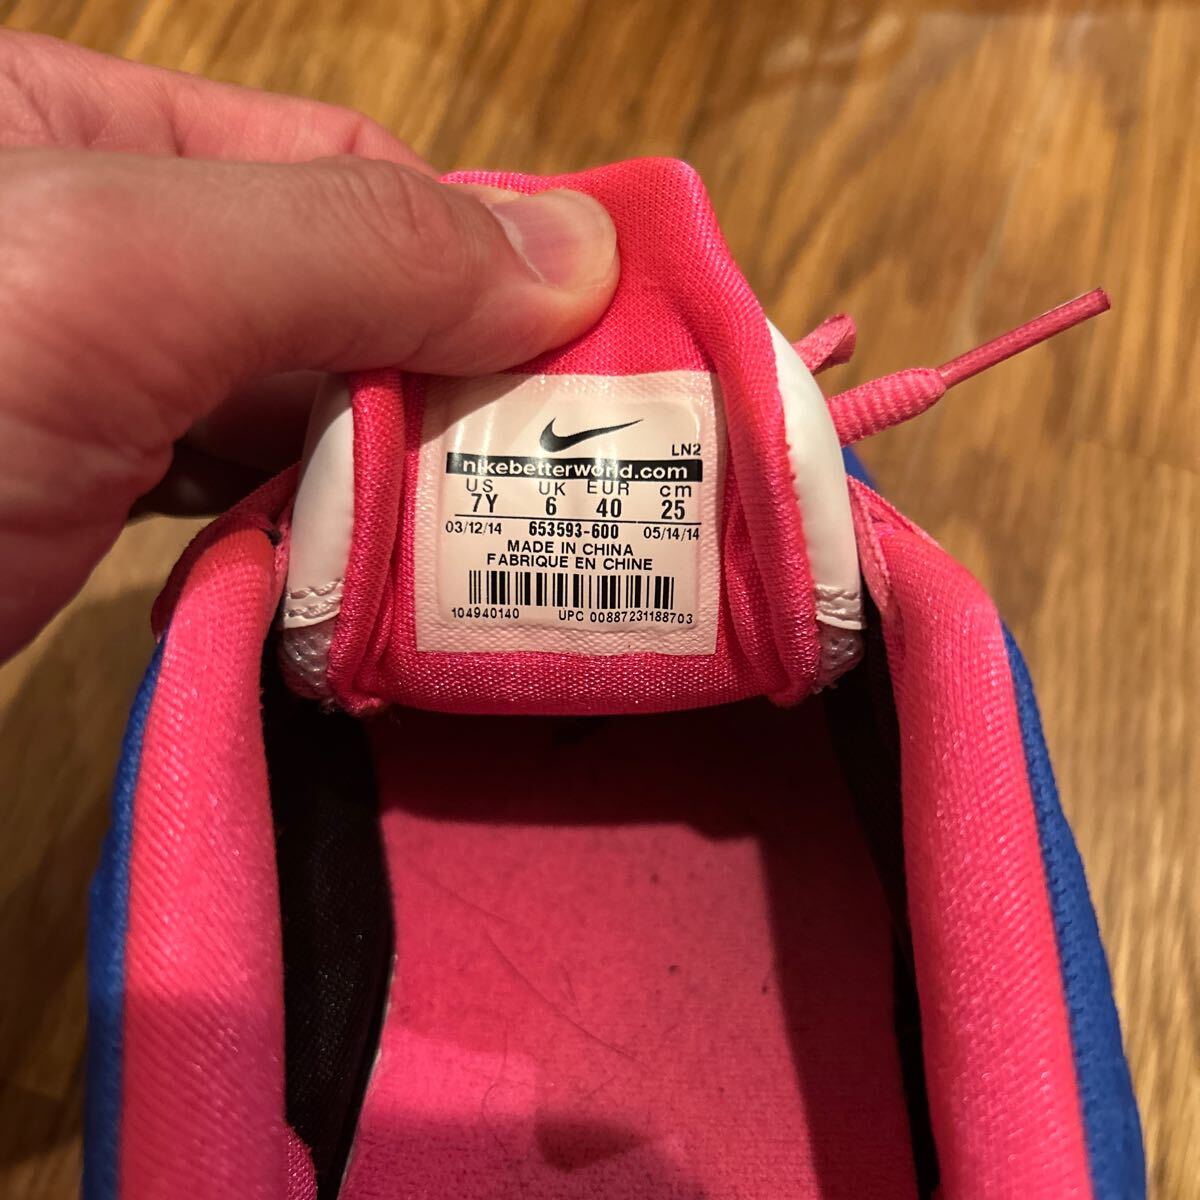 LN2
nikebetterworld.com
US UK EUR cm
7Y 6 40 25
03/12/14 653593-600 05/14/14
MADE IN CHINA
FABRIQUE EN CHINE
104940140 UPC 00887231188703